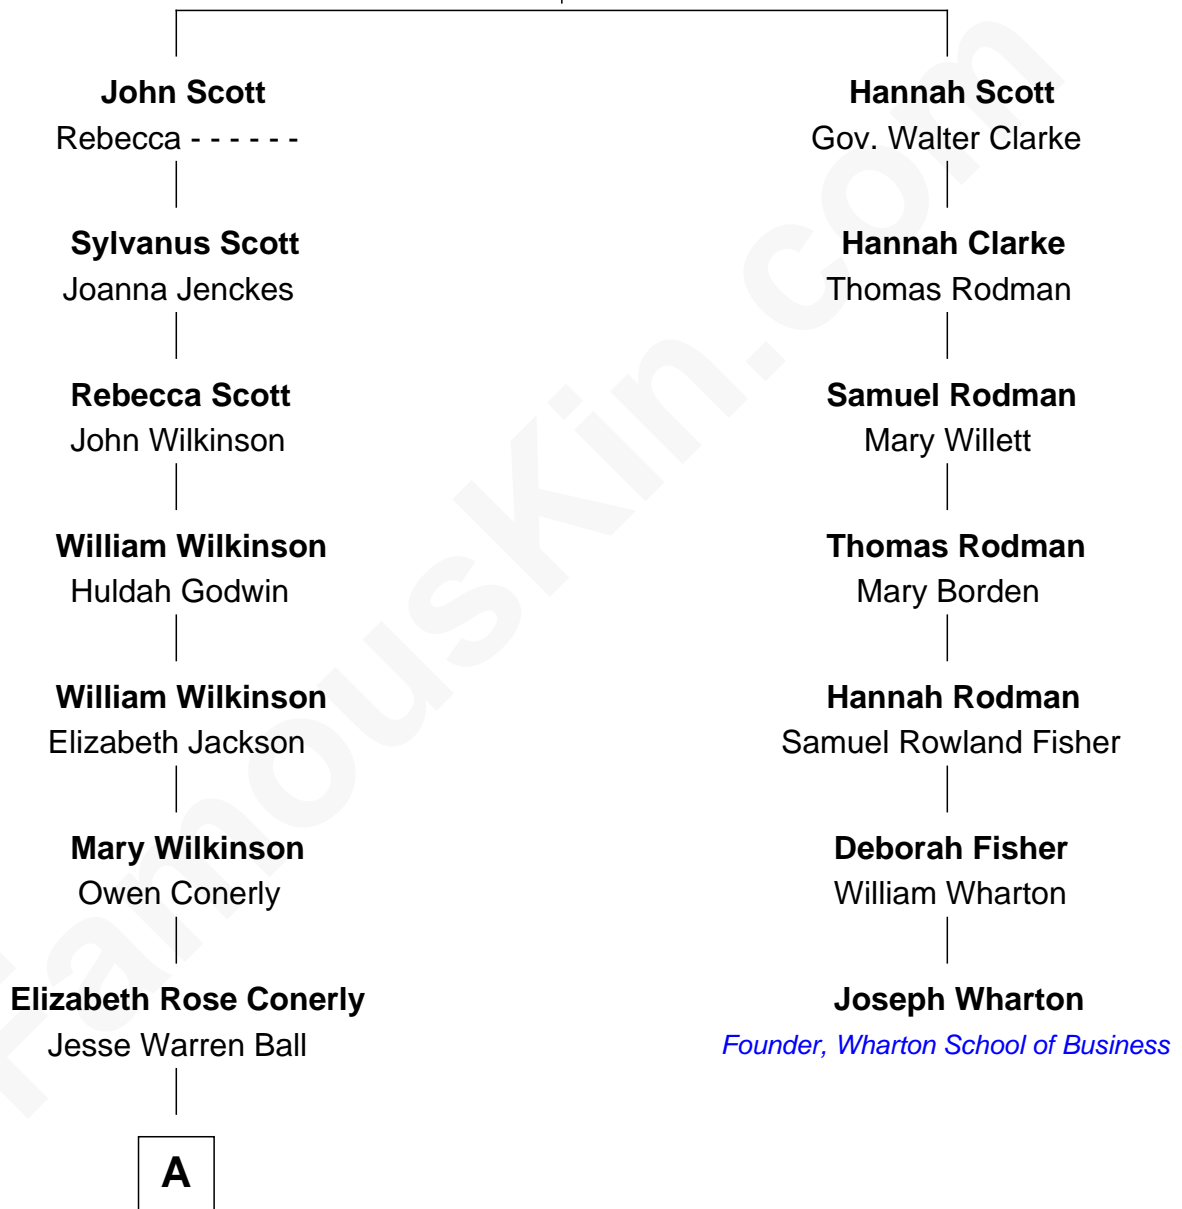 John Scott
Rebecca - - - - - -
Sylvanus Scott
Joanna Jenckes
Rebecca Scott
John Wilkinson
William Wilkinson
Huldah Godwin
William Wilkinson
Elizabeth Jackson
Mary Wilkinson
Owen Conerly
Elizabeth Rose Conerly
Jesse Warren Ball
A
Hannah Scott
Gov. Walter Clarke
Hannah Clarke
Thomas Rodman
Samuel Rodman
Mary Willett
Thomas Rodman
Mary Borden
Hannah Rodman
Samuel Rowland Fisher
Deborah Fisher
William Wharton
Joseph Wharton
Founder, Wharton School of Business
FamousKin.com